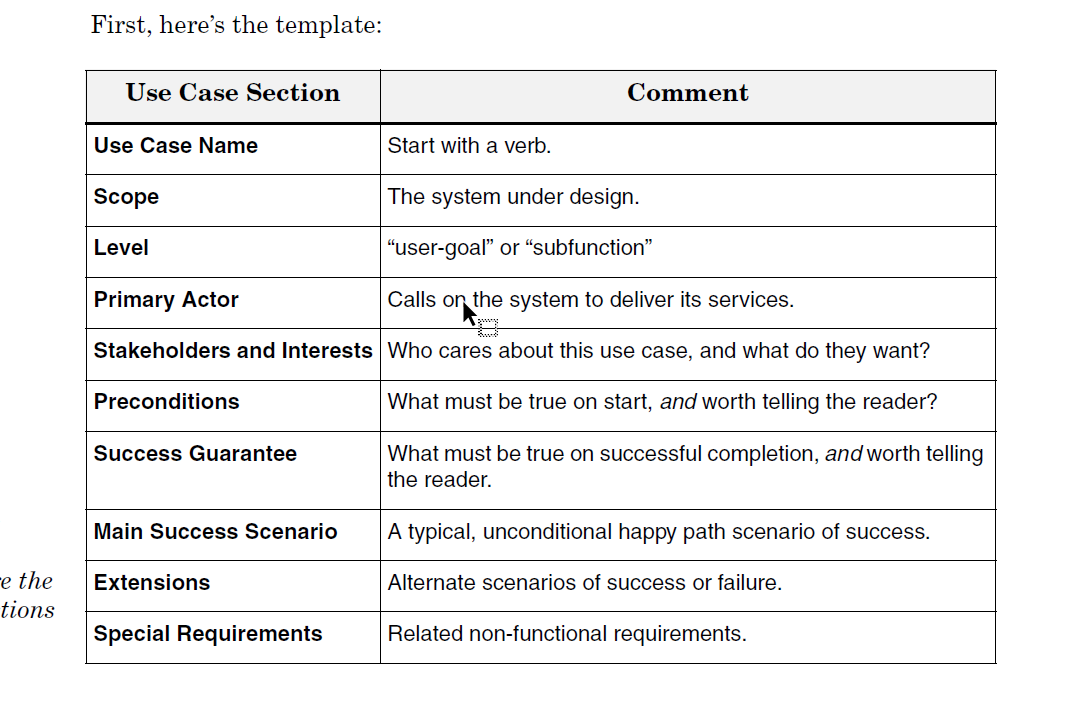 First, here’s the template:
Use Case Section Comment
Use Case Name Start with a verb.
Scope The system under design.
Level “user-goal” or “subfunction”
Primary Actor Calls on the system to deliver its services.
Stakeholders and Interests Who cares about this use case, and what do they want?
Preconditions What must be true on start, and worth telling the reader?
Success Guarantee What must be true on successful completion, and worth telling
the reader.
Main Success Scenario A typical, unconditional happy path scenario of success.
e the
tions
Extensions Alternate scenarios of success or failure.
Special Requirements Related non-functional requirements.